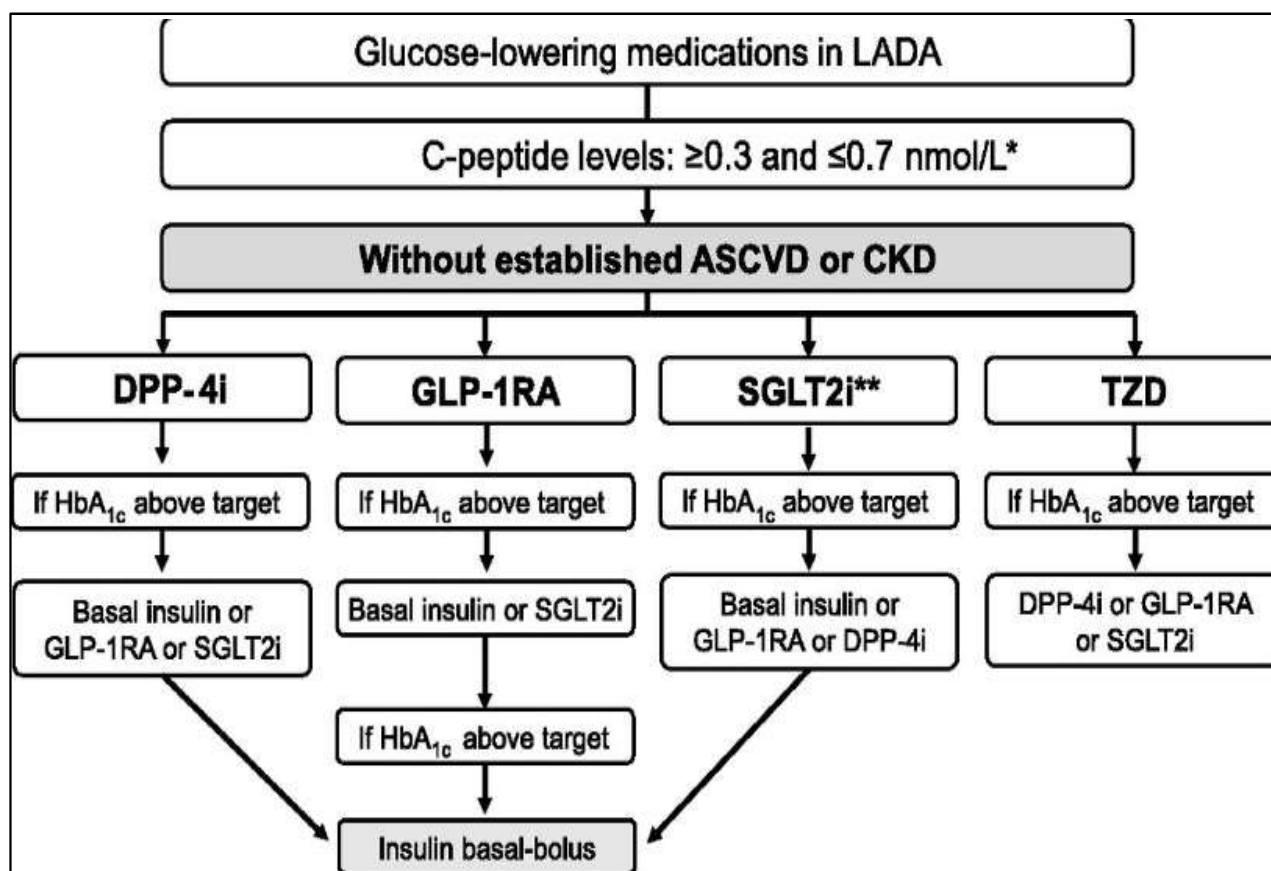 Glucose-lowering medications in LADA
C-peptide levels: ≥0.3 and ≤0.7 nmol/L*
Without established ASCVD or CKD
DPP-4i
GLP-1RA
SGLT2i**
TZD
If HbA1c above target
If HbA1c above target
If HbA1c above target
If HbA1c above target
Basal insulin or
GLP-1RA or SGLT2i
Basal insulin or SGLT2i
Basal insulin or
GLP-1RA or DPP-4i
DPP-4i or GLP-1RA
or SGLT2i
If HbA1c above target
Insulin basal-bolus